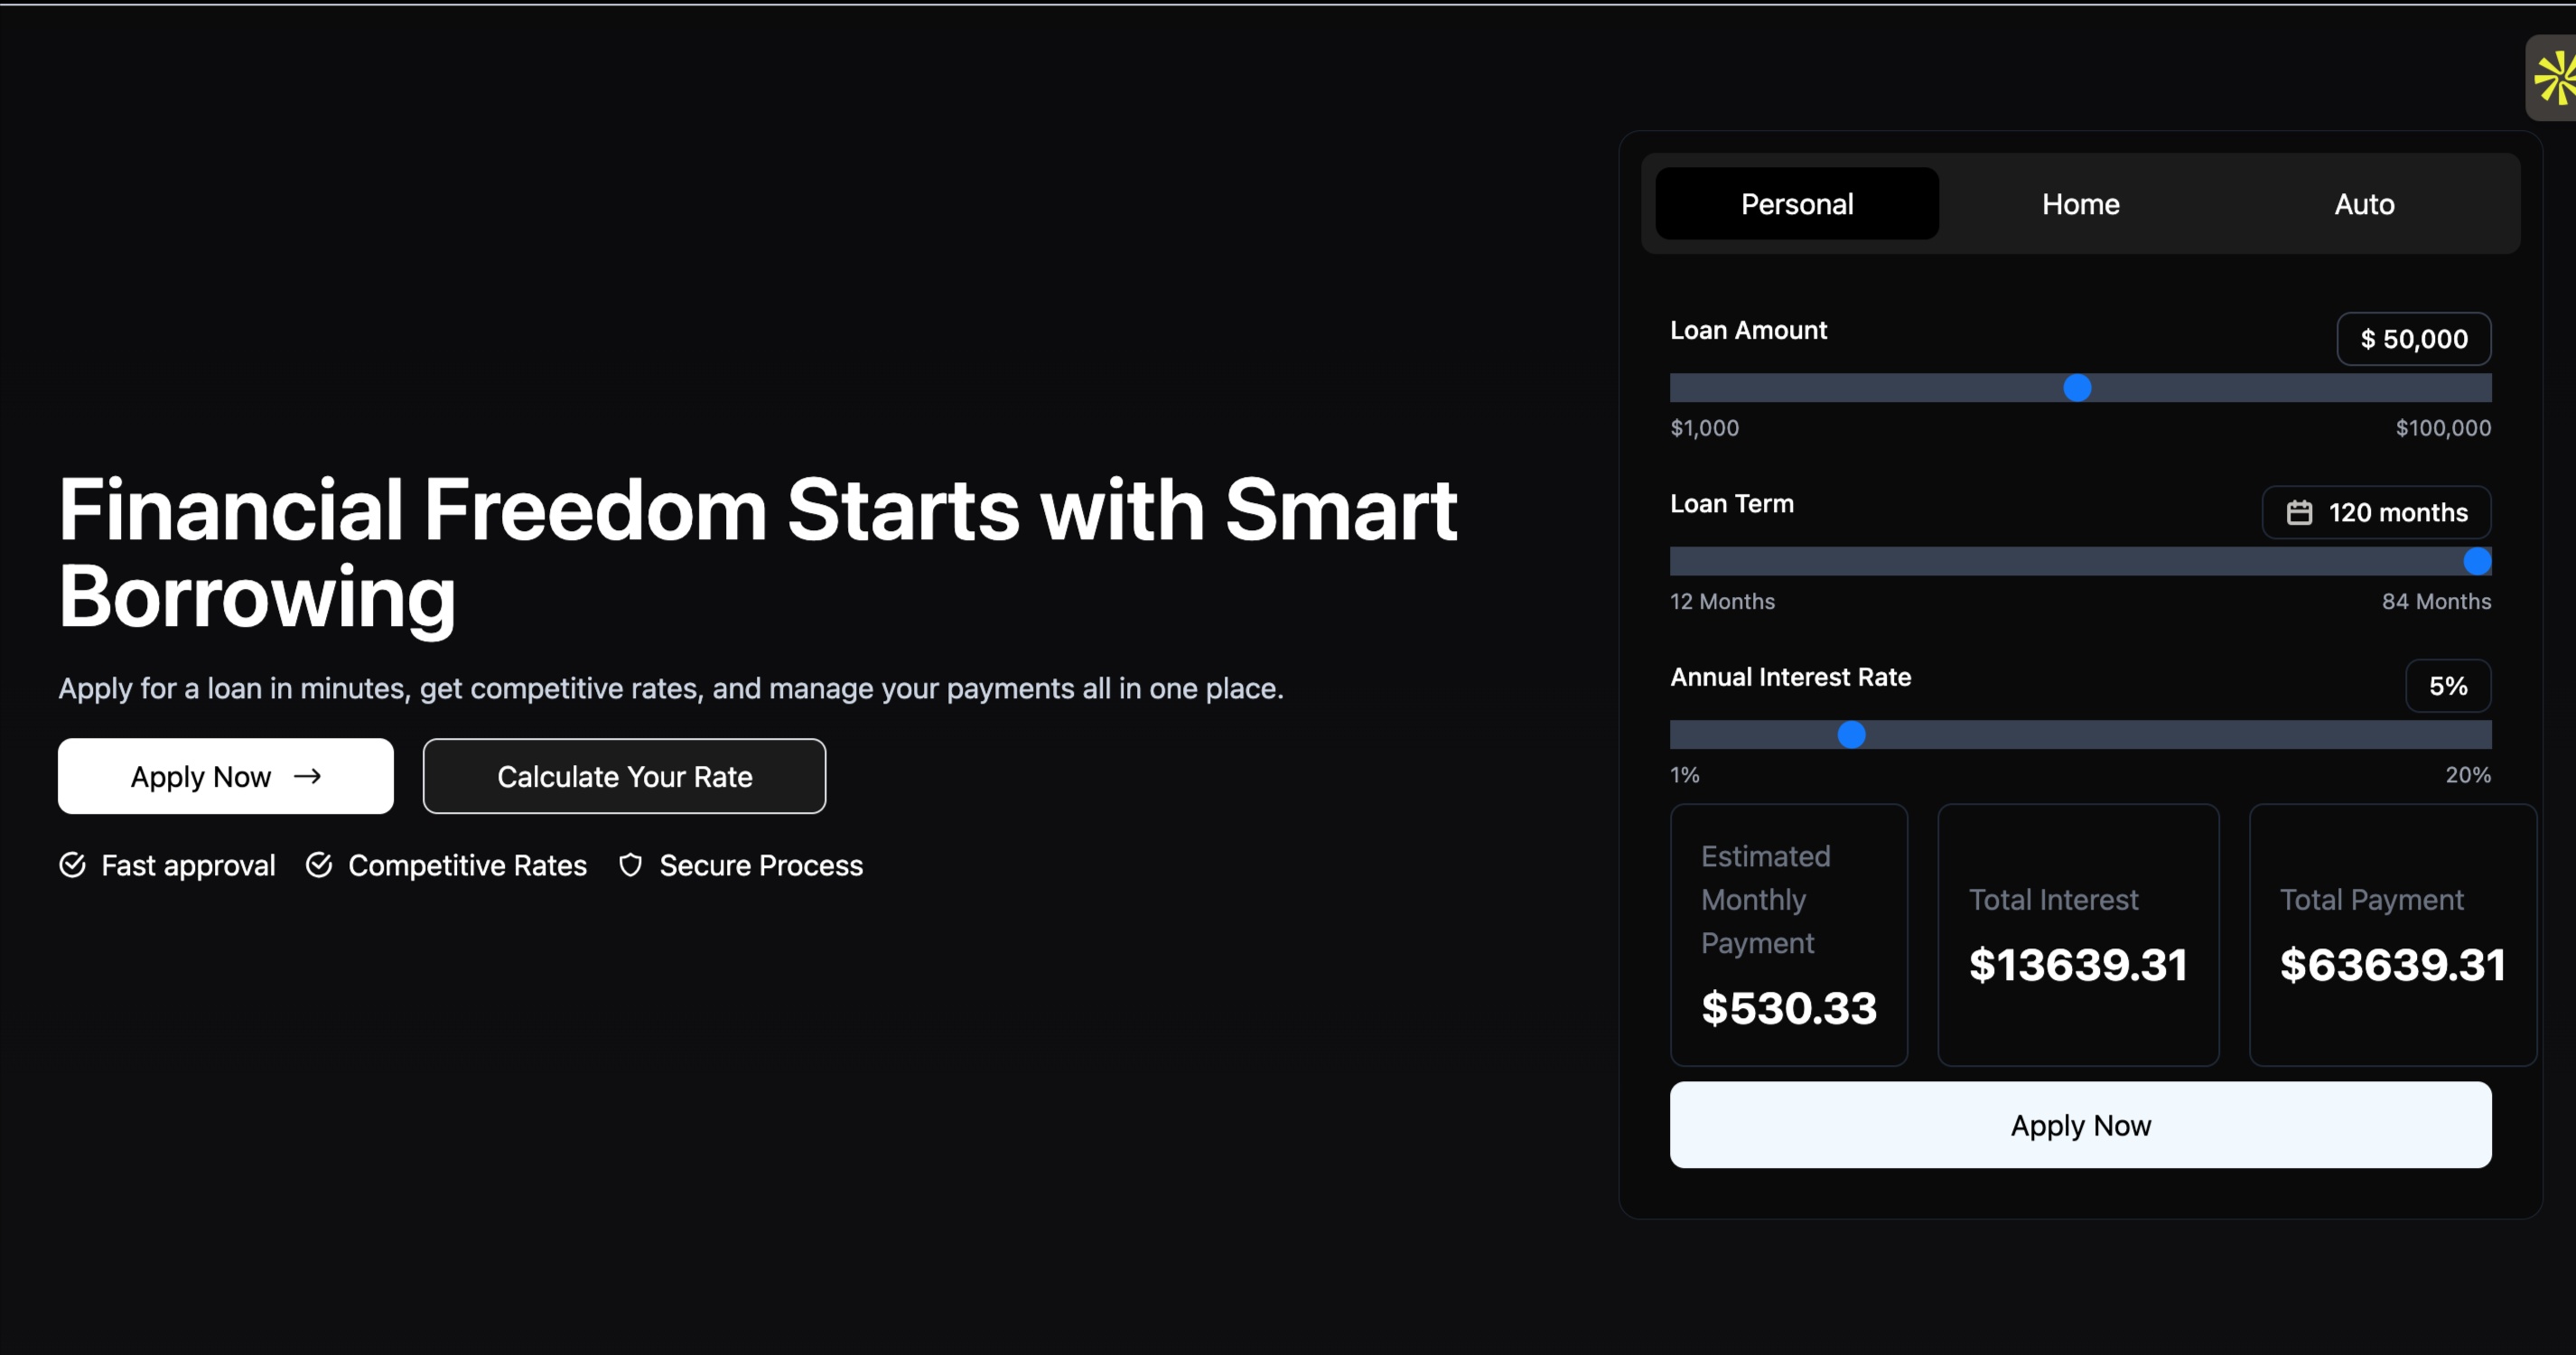 Financial Freedom Starts with Smart
Borrowing
Apply for a loan in minutes, get competitive rates, and manage your payments all in one place.
Apply Now →
Calculate Your Rate
Fast approval
Competitive Rates
Secure Process
Personal
Home
Auto
Loan Amount
$ 50,000
$1,000
$100,000
Loan Term
120 months
12 Months
84 Months
Annual Interest Rate
5%
1%
20%
Estimated
Monthly
Payment
$530.33
Total Interest
$13639.31
Total Payment
$63639.31
Apply Now